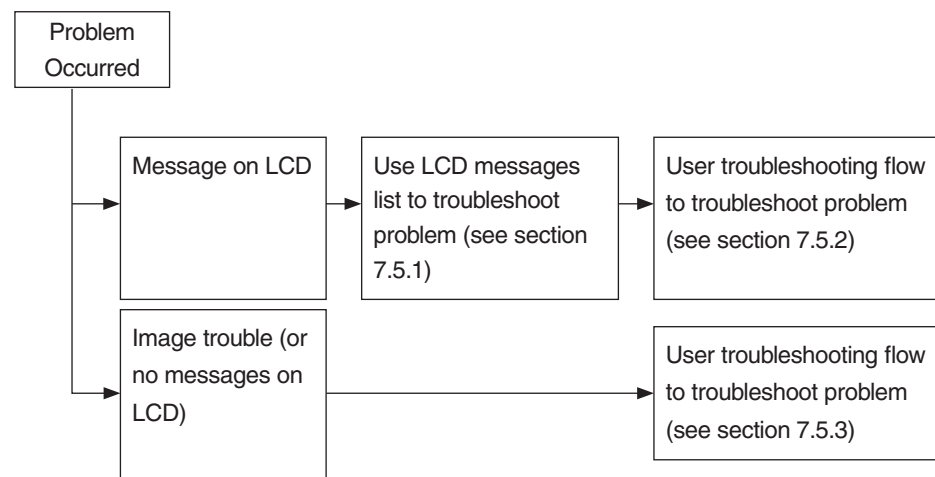 Problem
Occurred
Message on LCD
Use LCD messages
list to troubleshoot
problem (see section
7.5.1)
User troubleshooting flow
to troubleshoot problem
(see section 7.5.2)
Image trouble (or
no messages on
LCD)
User troubleshooting flow
to troubleshoot problem
(see section 7.5.3)